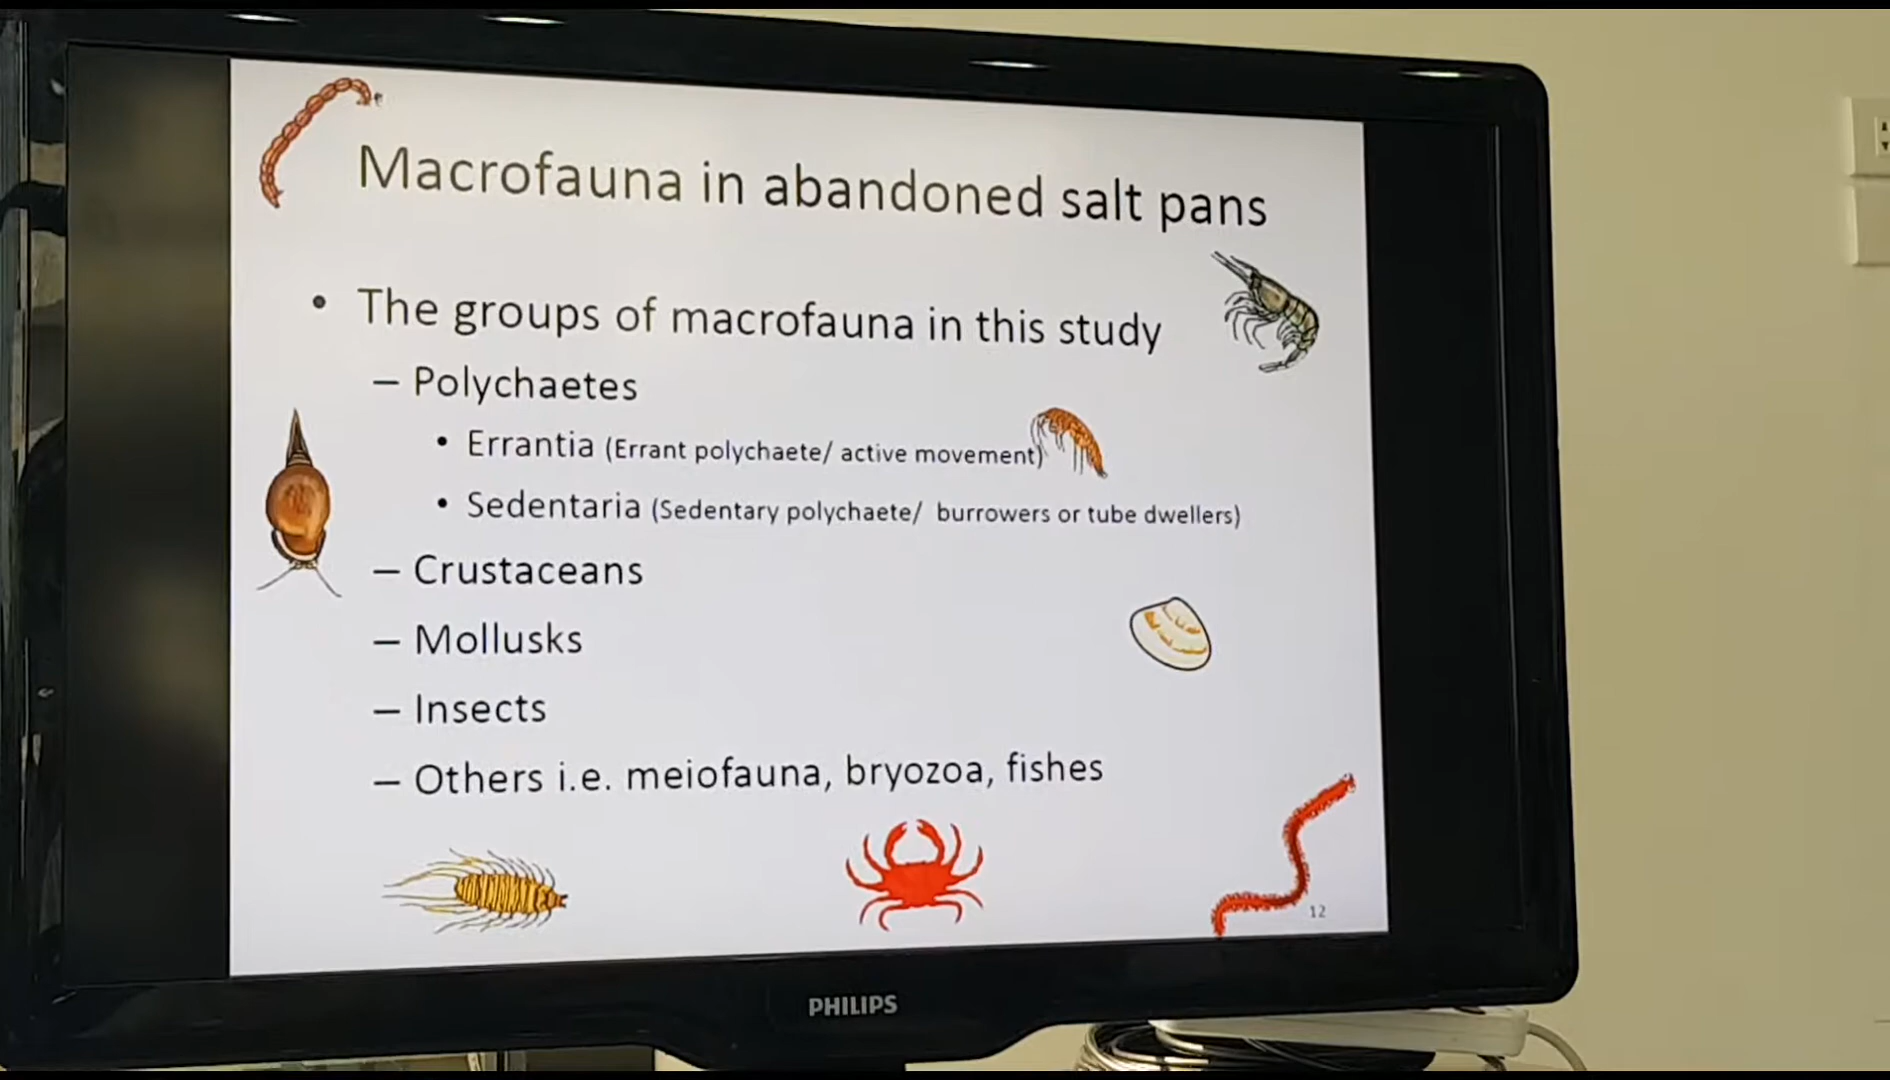 Macrofauna in abandoned salt pans
• The groups of macrofauna in this study
– Polychaetes
• Errantia (Errant polychaete/ active movement)
• Sedentaria (Sedentary polychaete/ burrowers or tube dwellers)
– Crustaceans
– Mollusks
– Insects
– Others i.e. meiofauna, bryozoa, fishes
12
PHILIPS